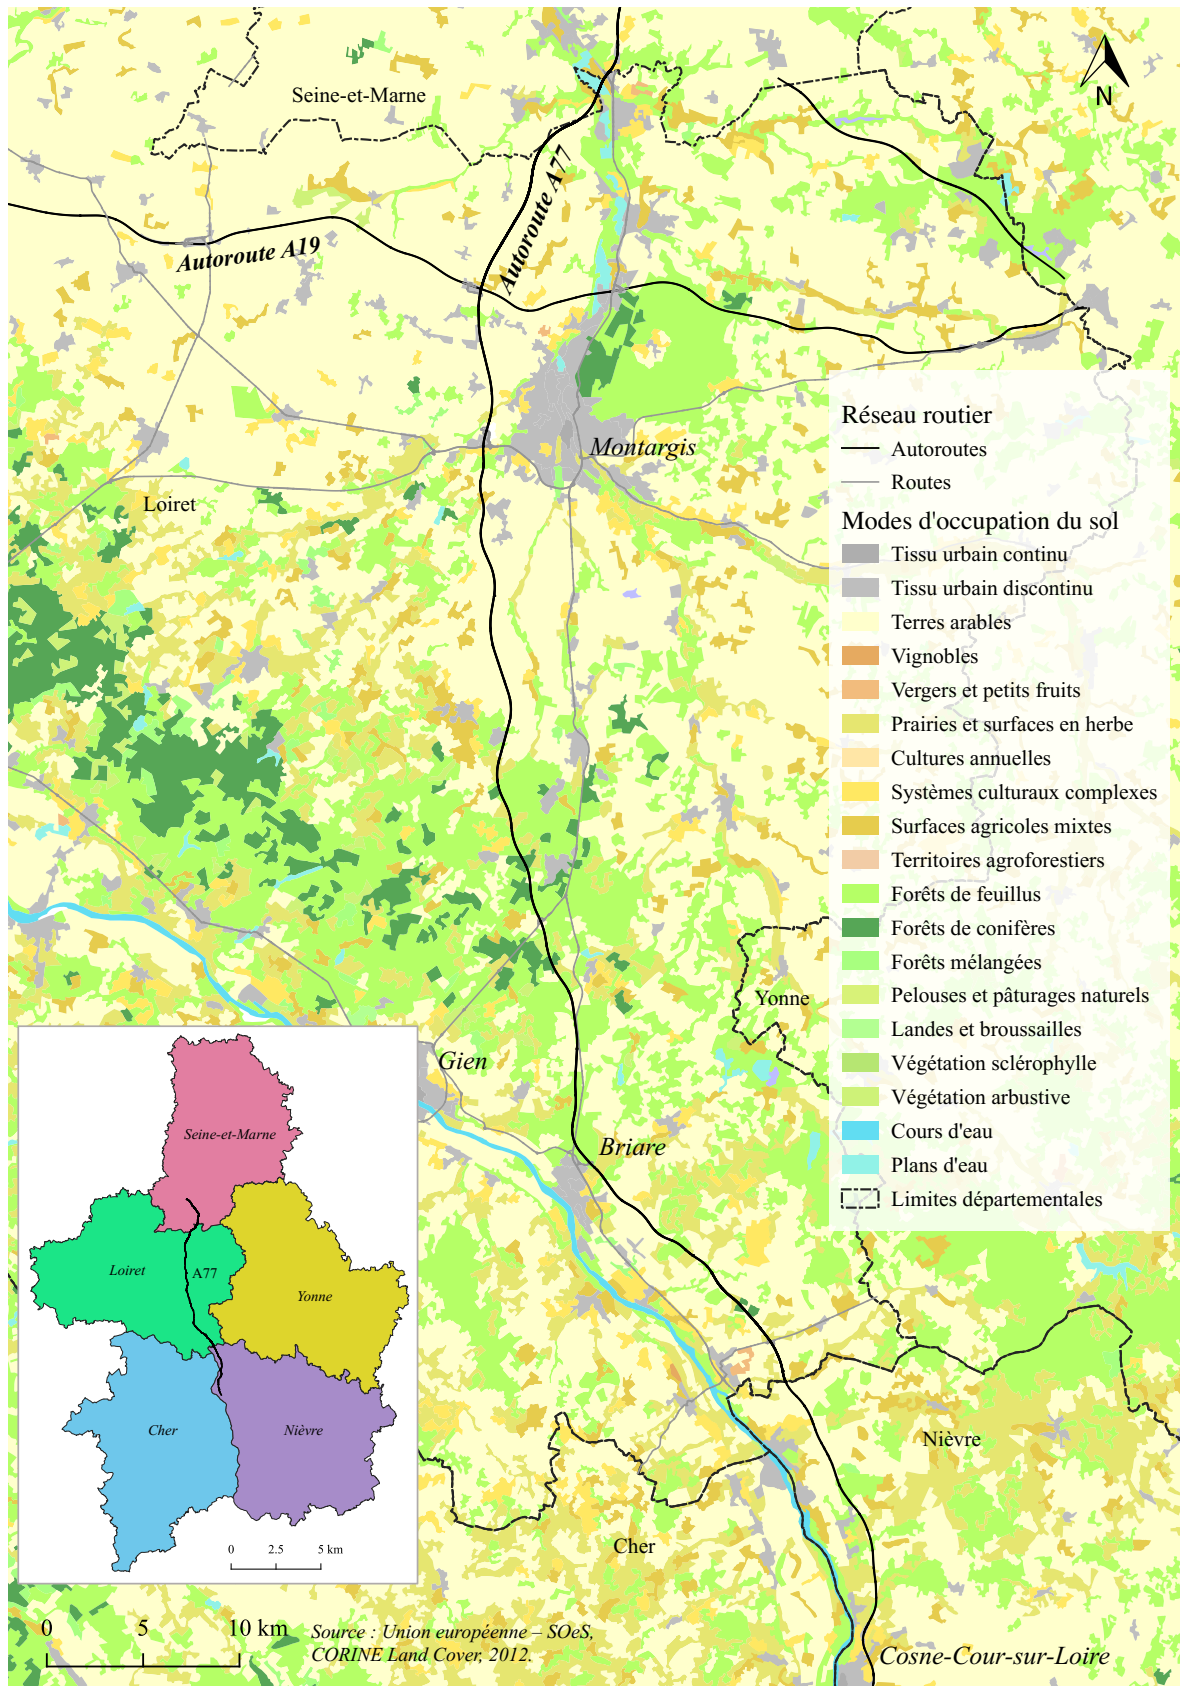 N
Seine-et-Marne
Autoroute A77
Autoroute A19
Montargis
Loiret
Réseau routier
Autoroutes
Routes
Modes d'occupation du sol
Tissu urbain continu
Tissu urbain discontinu
Terres arables
Vignobles
Vergers et petits fruits
Prairies et surfaces en herbe
Cultures annuelles
Systèmes culturaux complexes
Surfaces agricoles mixtes
Territoires agroforestiers
Forêts de feuillus
Forêts de conifères
Forêts mélangées
Pelouses et pâturages naturels
Landes et broussailles
Végétation sclérophylle
Végétation arbustive
Cours d'eau
Plans d'eau
Limites départementales
Yonne
Gien
Briare
Seine-et-Marne
Loiret
A77
Yonne
Cher
Nièvre
0 2.5 5 km
Nièvre
Cher
Cosne-Cour-sur-Loire
0 5 10 km
Source : Union européenne – SOeS,
CORINE Land Cover, 2012.